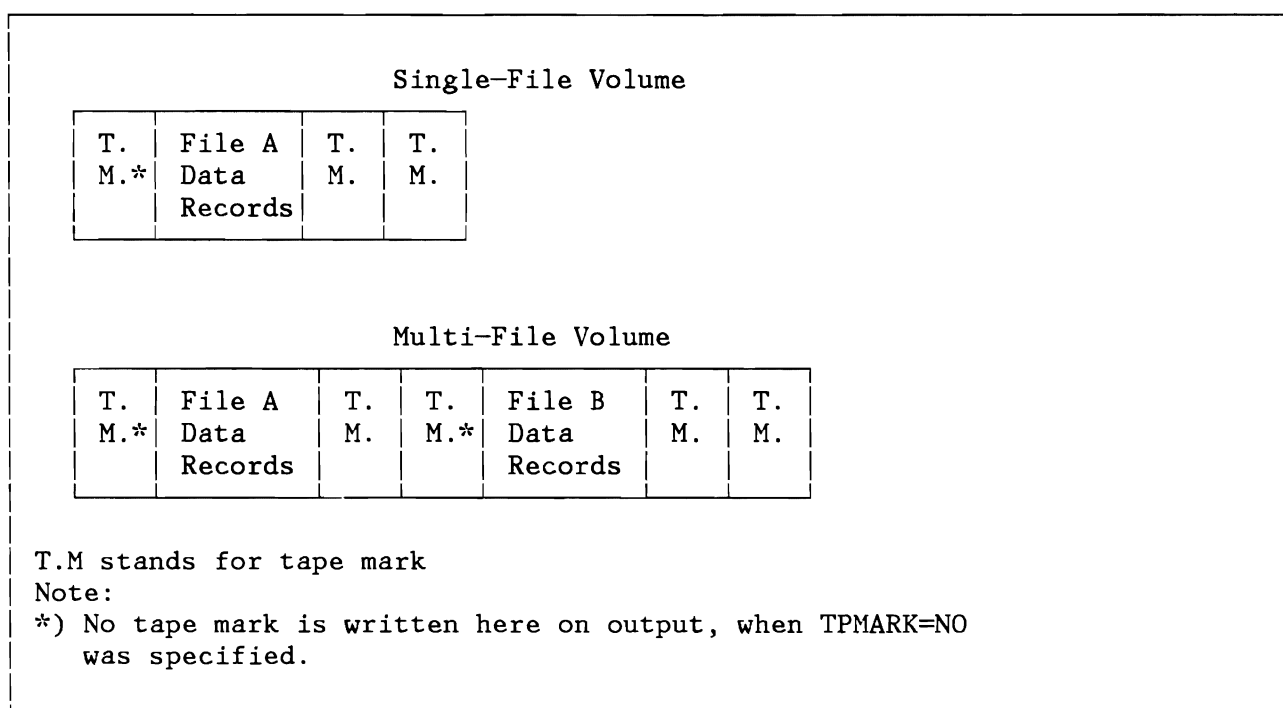 Single-File Volume
T. File A T. T.
M.* Data M. M.
Records
Multi-File Volume
T. File A T. T. File B T. T.
M.* Data M. M.* Data M. M.
Records Records
T.M stands for tape mark
Note:
*) No tape mark is written here on output, when TPMARK=NO
was specified.